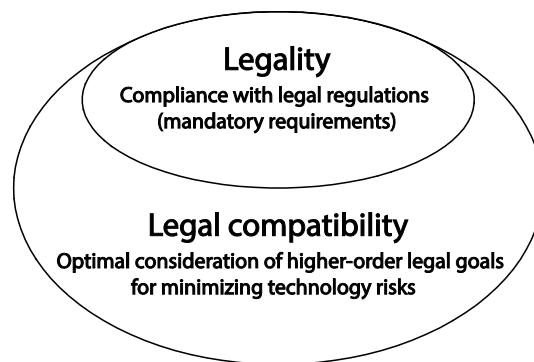 Legality
Compliance with legal regulations
(mandatory requirements)
Legal compatibility
Optimal consideration of higher-order legal goals
for minimizing technology risks